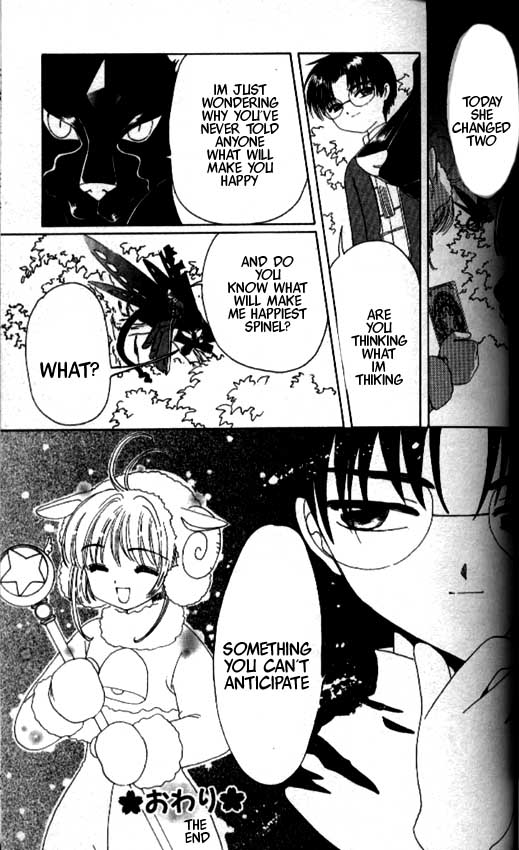 TODAY
SHE
CHANGED
TWO
ARE
YOU
THINKING
WHAT
IM
THIKING
IM JUST
WONDERING
WHY YOU'VE
NEVER TOLD
ANYONE
WHAT WILL
MAKE YOU
HAPPY
AND DO
YOU
KNOW WHAT
WILL MAKE
ME HAPPIEST
SPINEL?
WHAT?
SOMETHING
YOU CAN'T
ANTICIPATE
おわり
THE
END